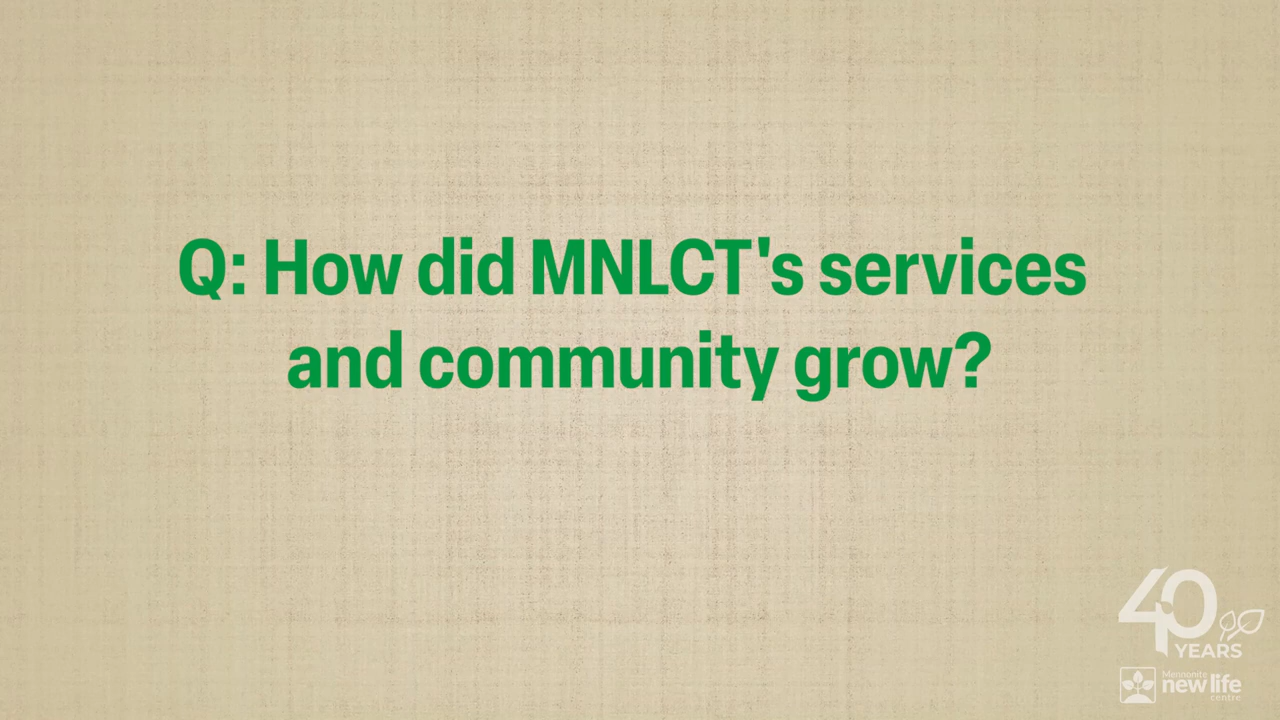 Q: How did MNLCT's services
and community grow?
40
YEARS
Mennonite
new life
centre